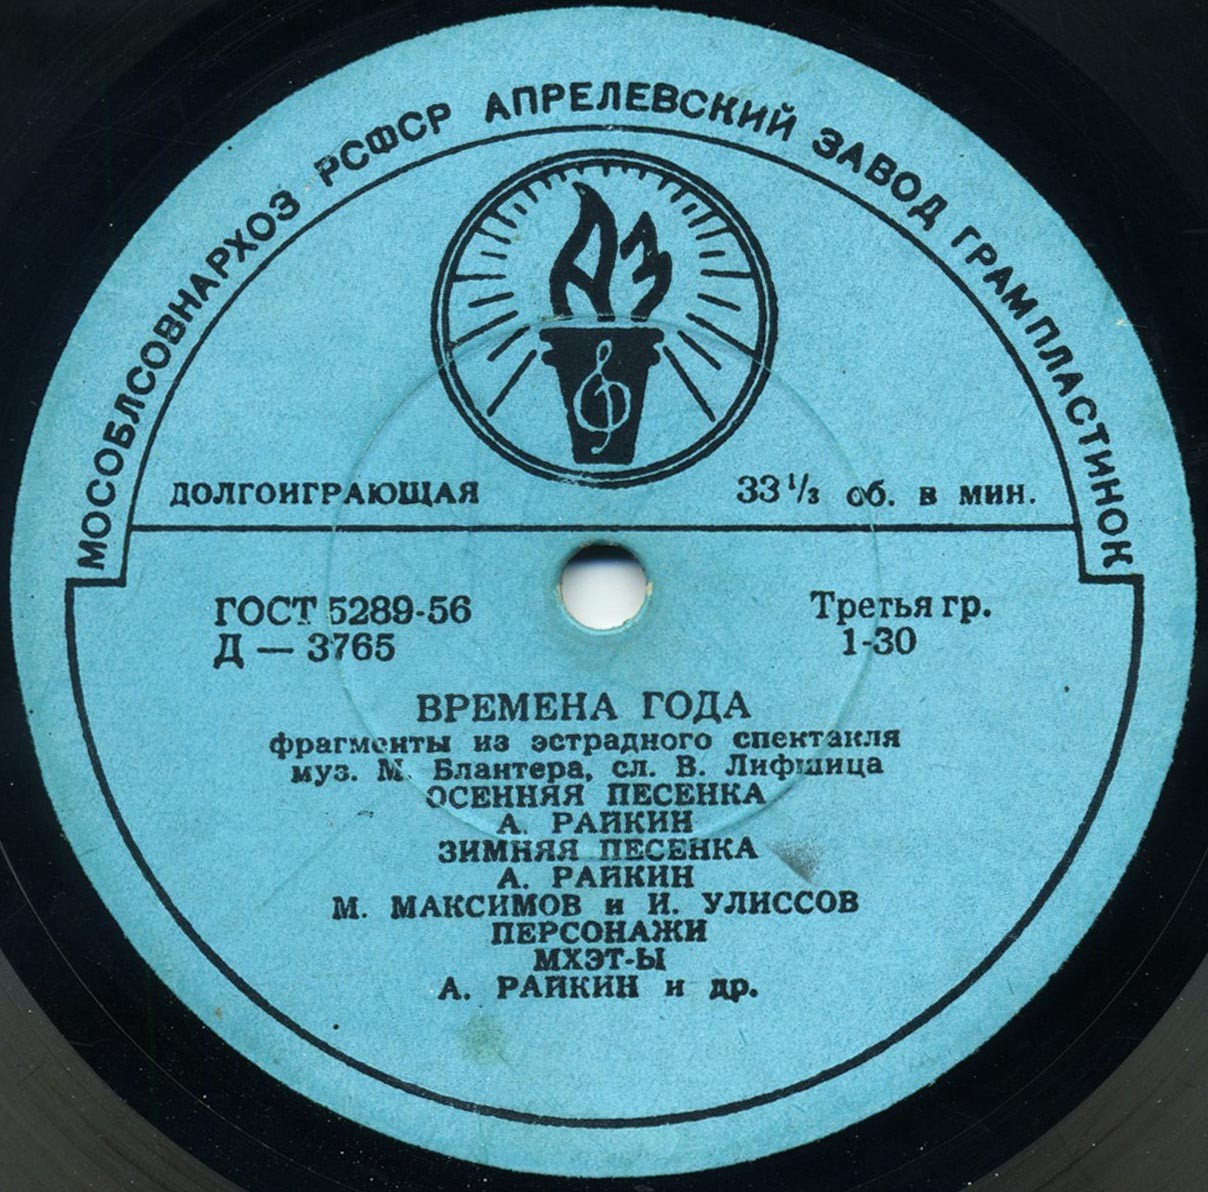 МОСОБЛСОВНАРХОЗ РСФСР АПРЕЛЕВСКИЙ ЗАВОД ГРАМПЛАСТИНОК
АЗ
ДОЛГОИГРАЮЩАЯ 33 1/3 об. в мин.
ГОСТ 5289-56 Третья гр.
Д — 3765 1-30
ВРЕМЕНА ГОДА
фрагменты из эстрадного спектакля
муз. М. Блантера, сл. В. Лифшица
ОСЕННЯЯ ПЕСЕНКА
А. РАЙКИН
ЗИМНЯЯ ПЕСЕНКА
А. РАЙКИН
М. МАКСИМОВ и И. УЛИССОВ
ПЕРСОНАЖИ
МХЭТ-Ы
А. РАЙКИН и др.